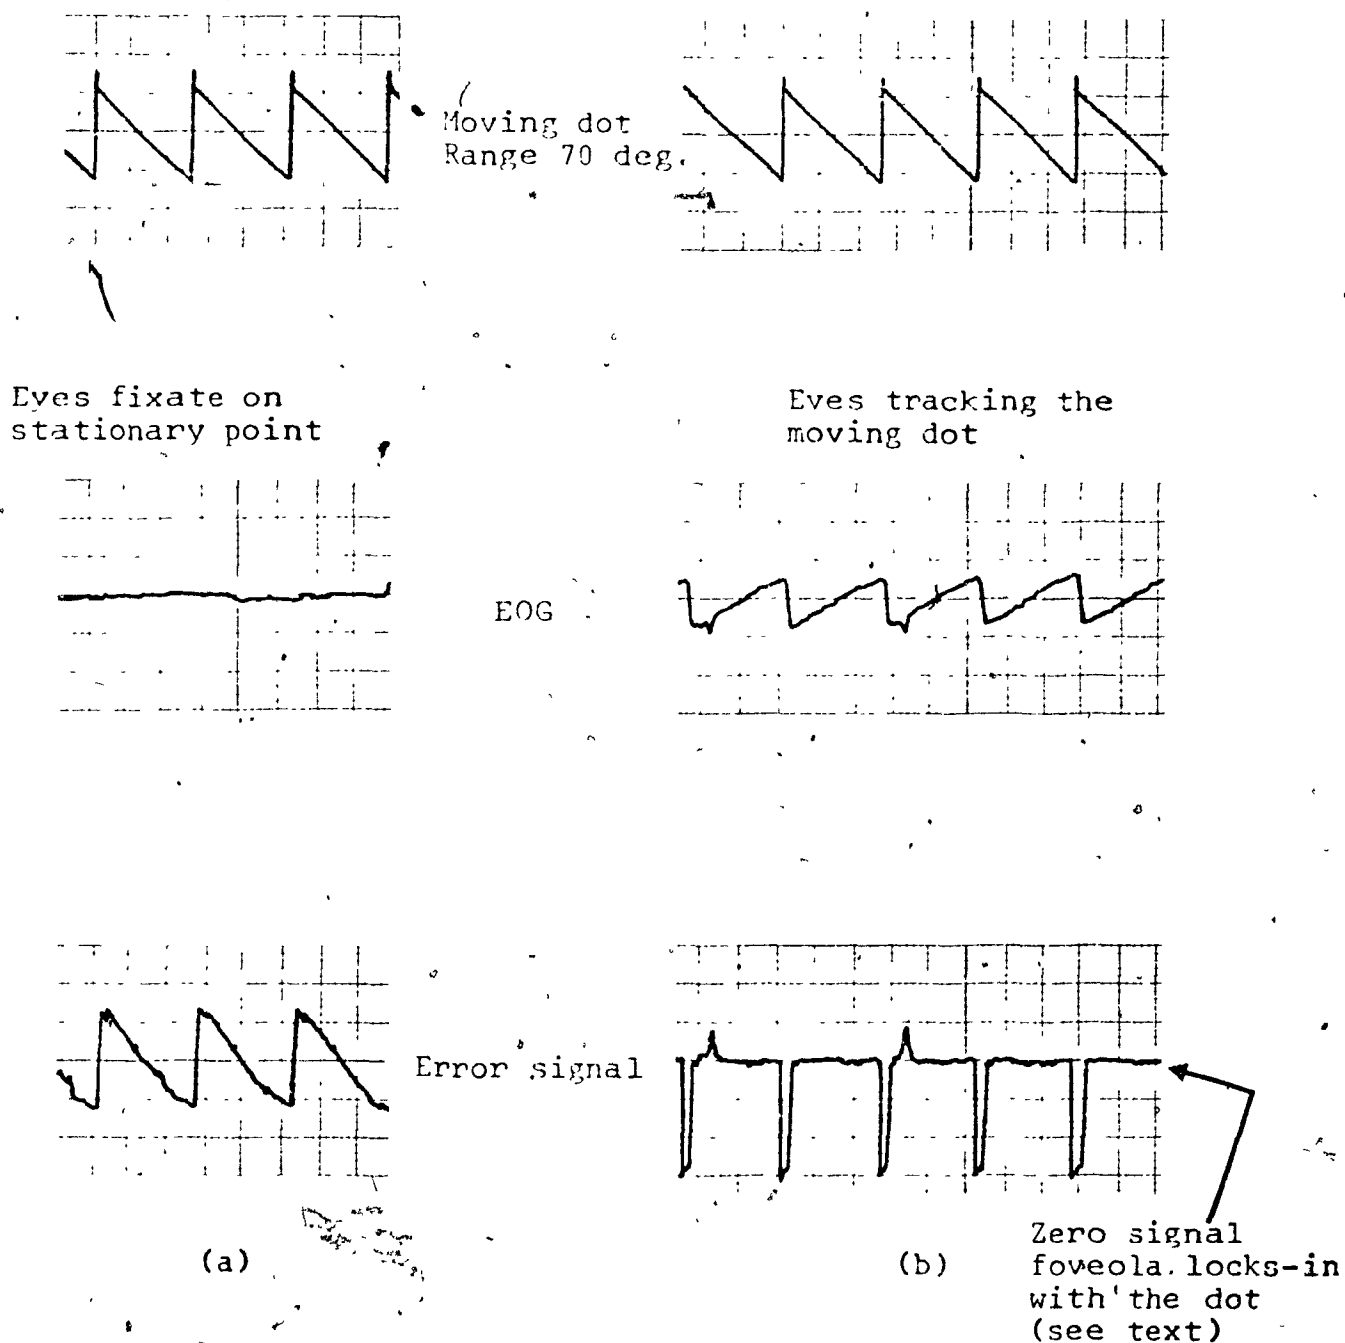 Moving dot
Range 70 deg.
Eyes fixate on
stationary point
Eves tracking the
moving dot
EOG
Error signal
(a)
(b)
Zero signal
foveola locks-in
with the dot
(see text)